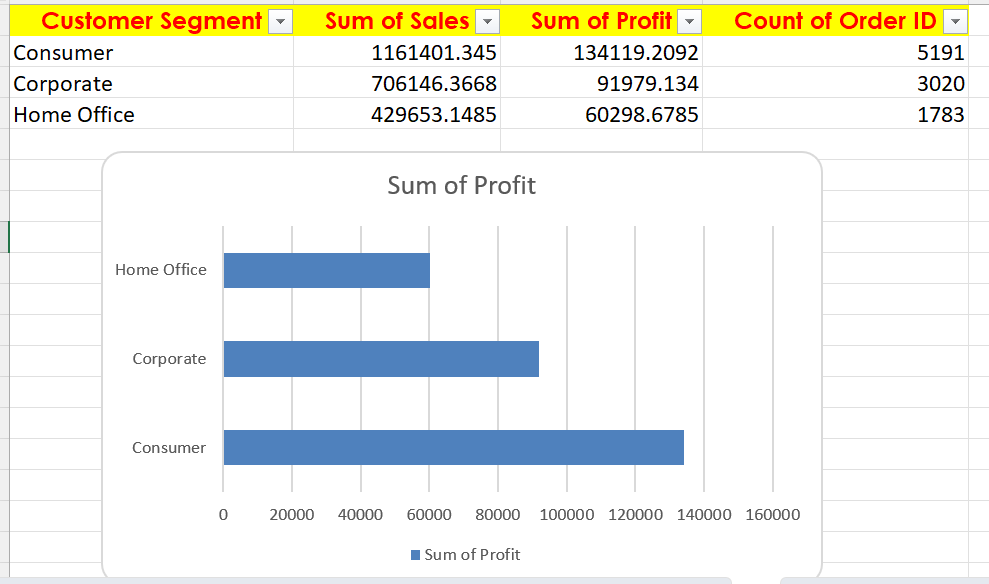 Customer Segment Sum of Sales Sum of Profit Count of Order ID
Consumer 1161401.345 134119.2092 5191
Corporate 706146.3668 91979.134 3020
Home Office 429653.1485 60298.6785 1783
Sum of Profit
Home Office
Corporate
Consumer
0 20000 40000 60000 80000 100000 120000 140000 160000
Sum of Profit